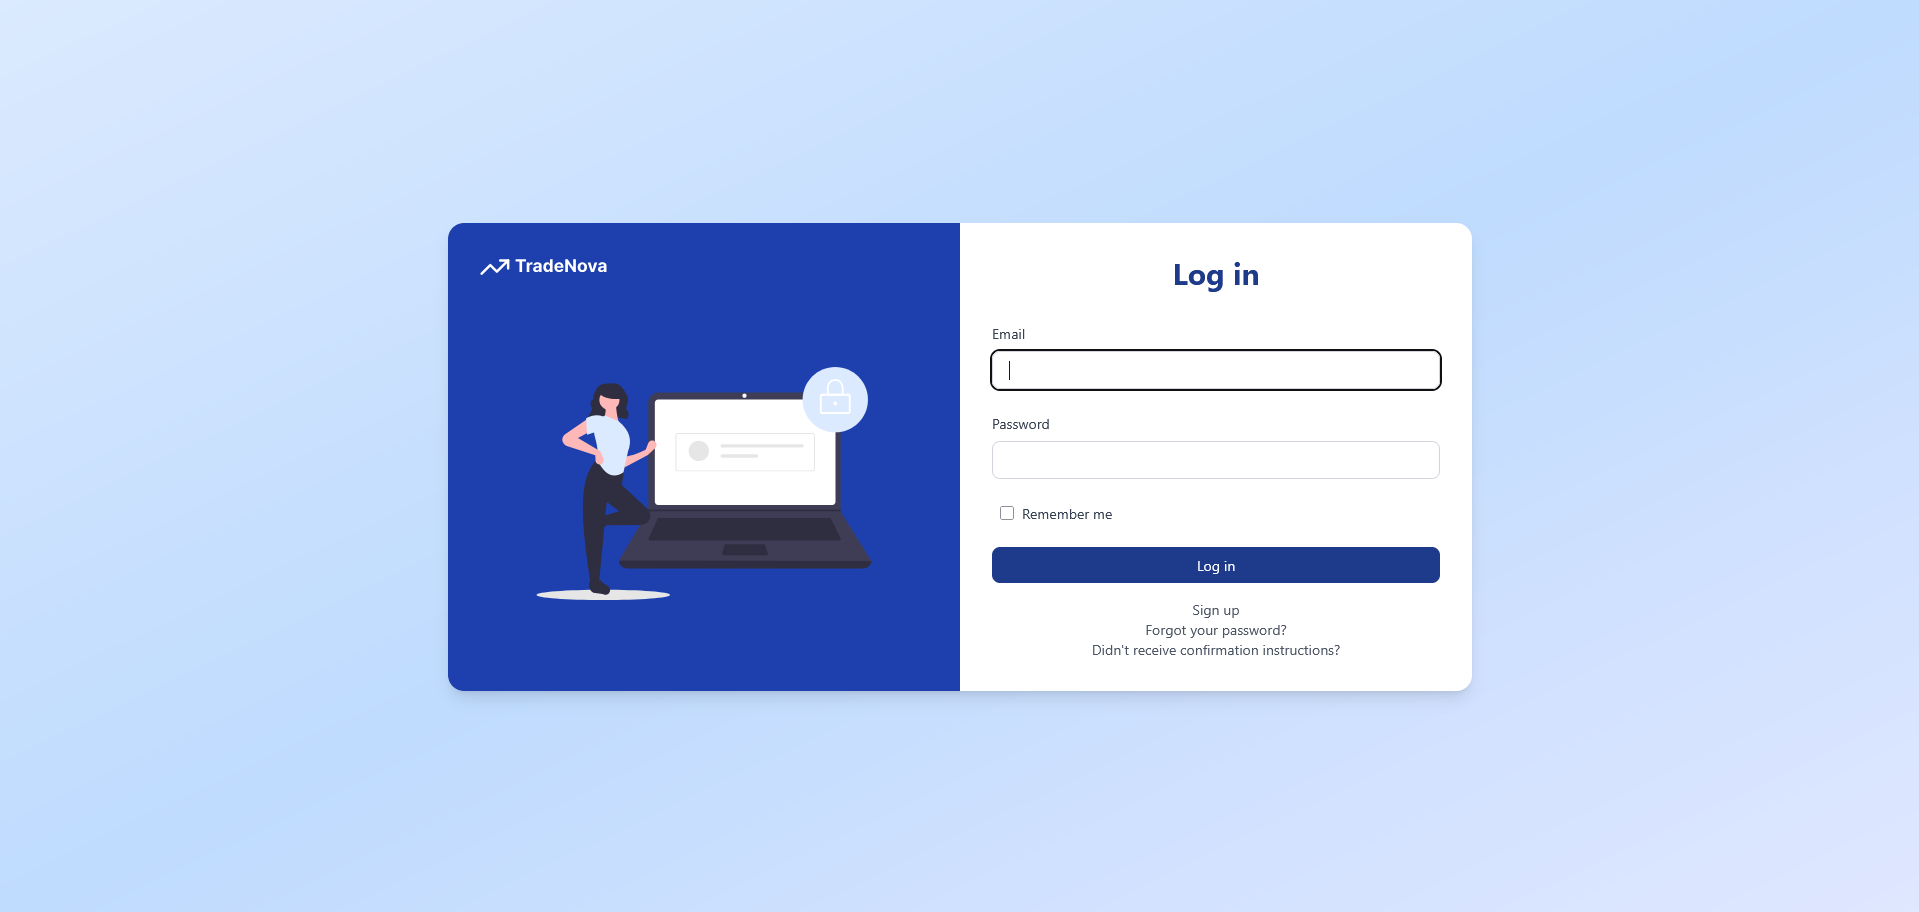 TradeNova
Log in
Email
Password
Remember me
Log in
Sign up
Forgot your password?
Didn't receive confirmation instructions?